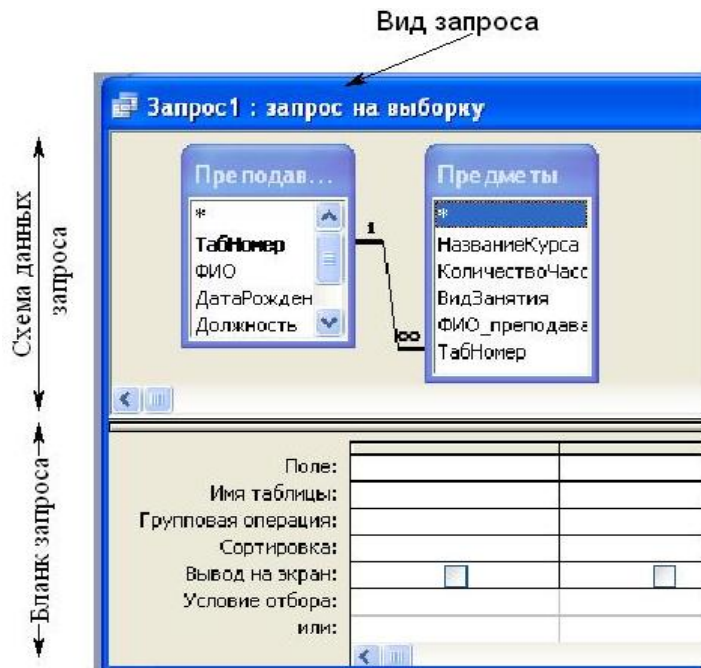 Вид запроса
Запрос1 : запрос на выборку
Схема данных
запроса
Преподав...
*
ТабНомер
ФИО
ДатаРожден
Должность
1
∞
Предметы
*
НазваниеКурса
КоличествоЧасс
ВидЗанятия
ФИО_преподава
ТабНомер
Бланк запроса
Поле:
Имя таблицы:
Групповая операция:
Сортировка:
Вывод на экран:
Условие отбора:
или: